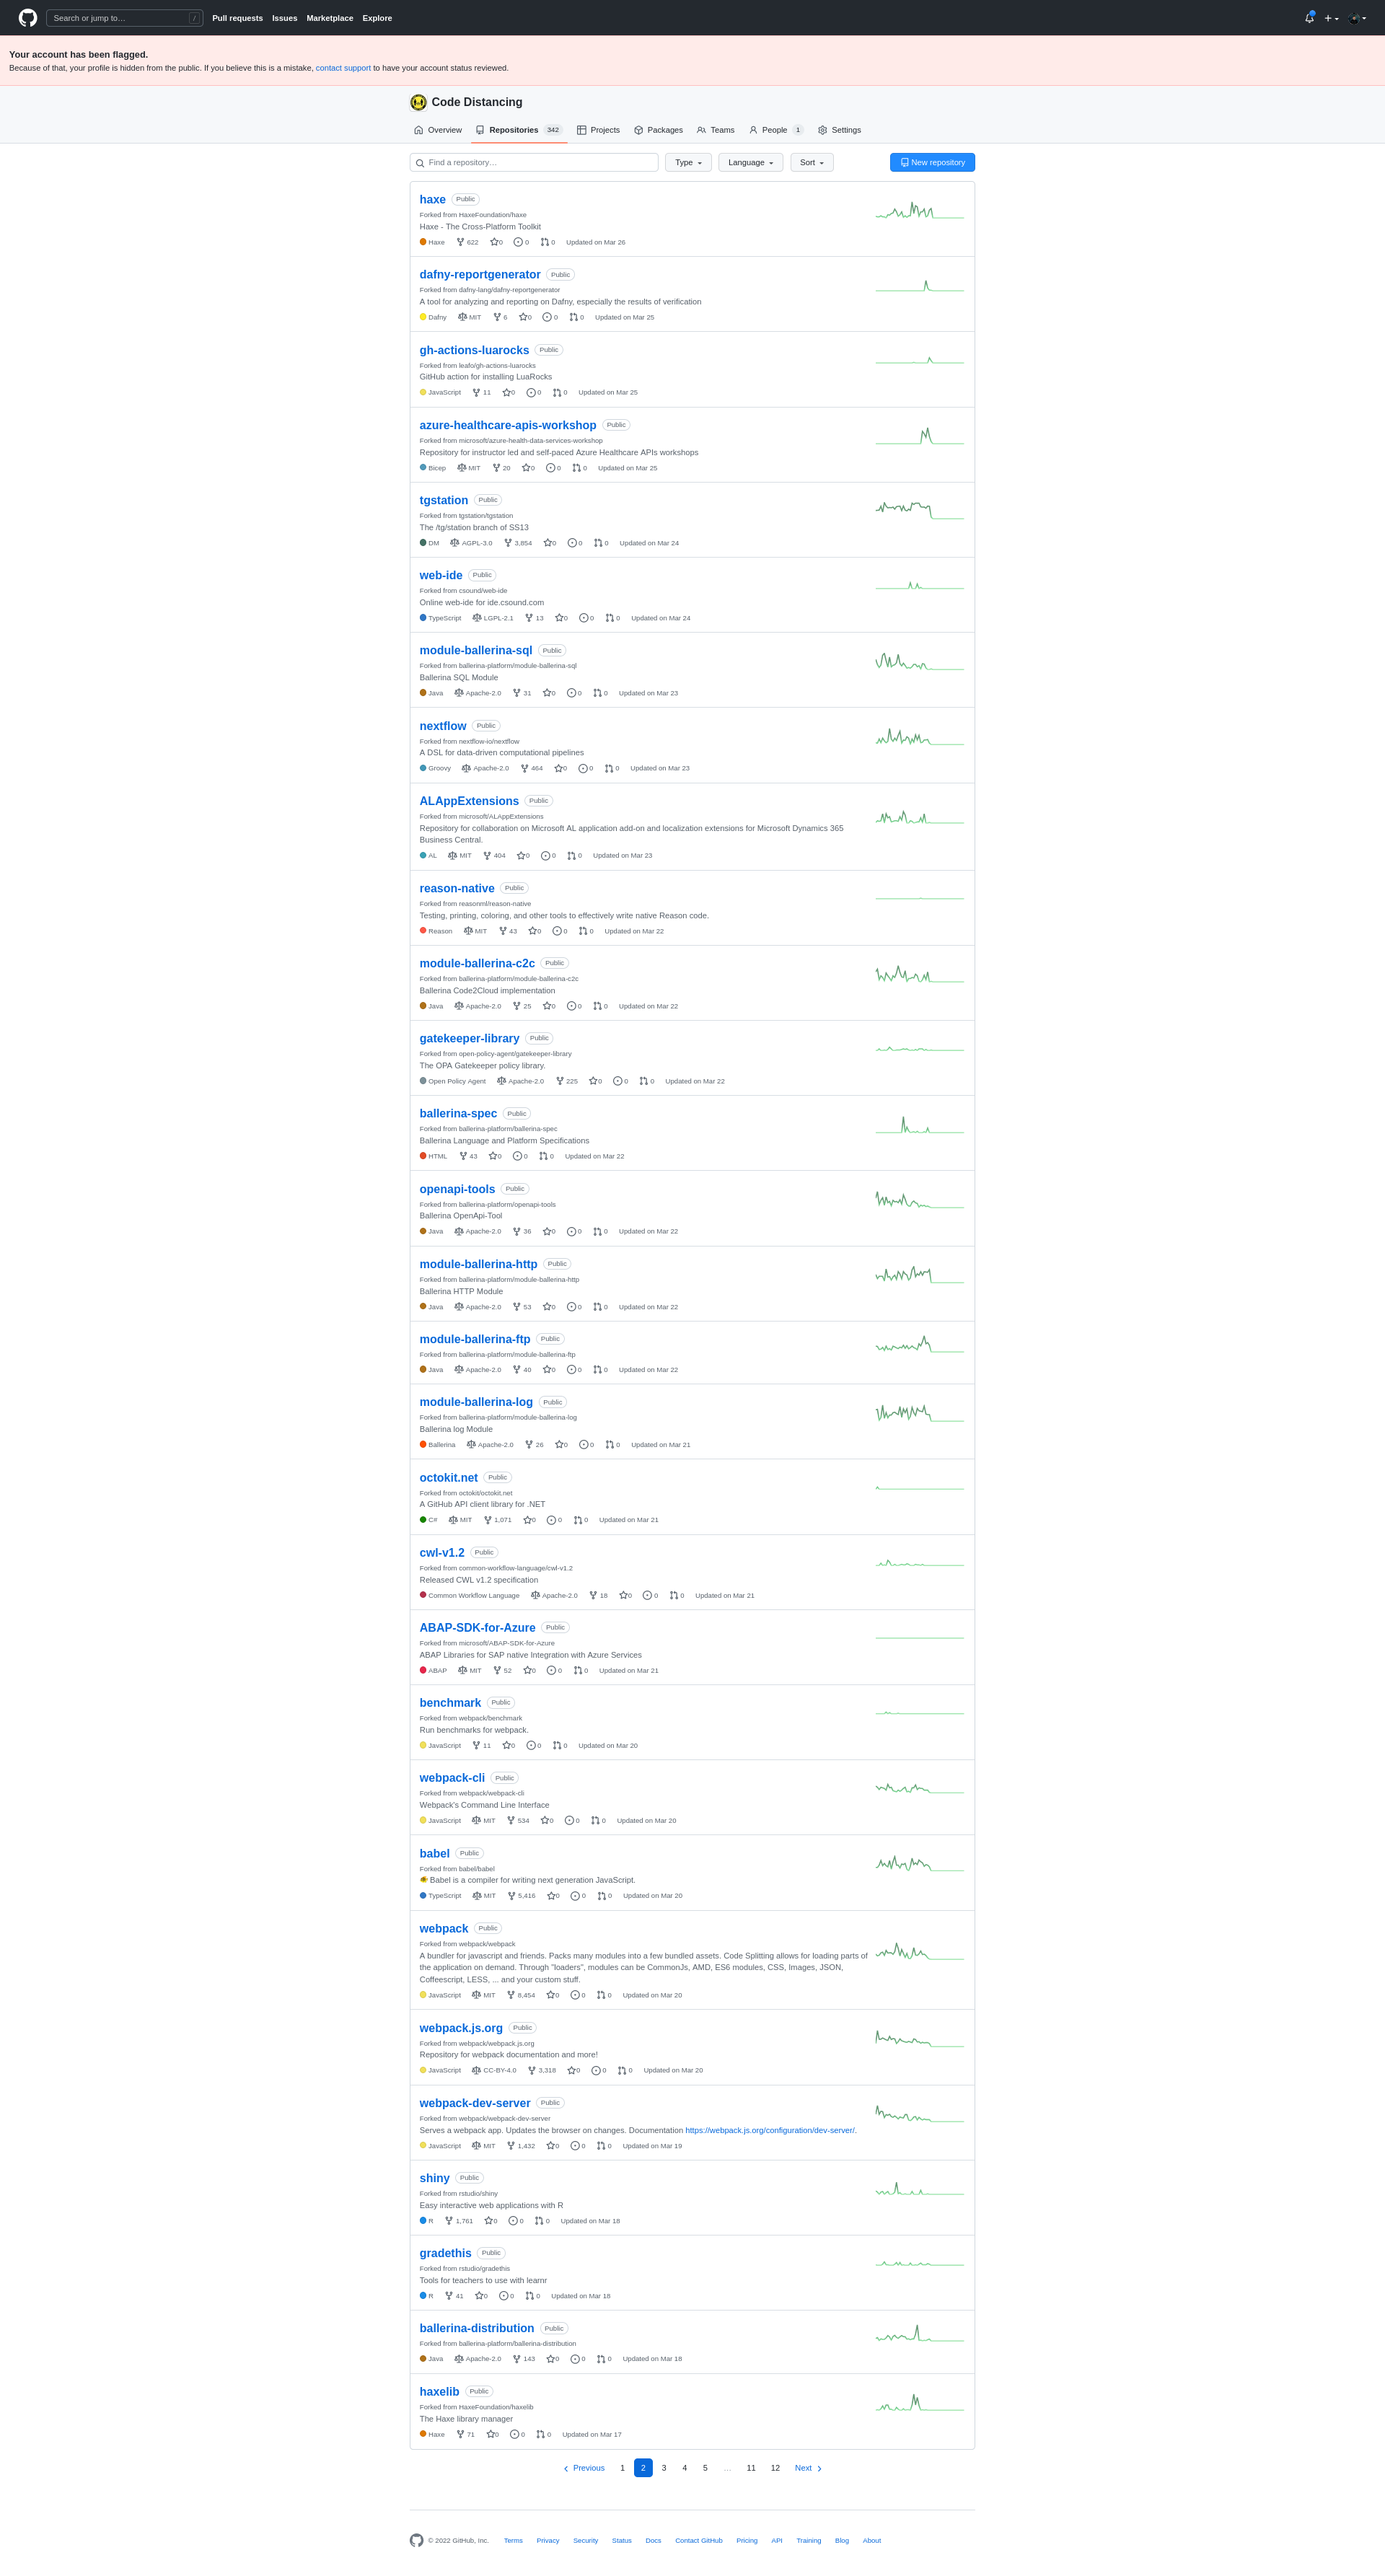 Search or jump to… /
Pull requests Issues Marketplace Explore
Your account has been flagged.
Because of that, your profile is hidden from the public. If you believe this is a mistake, contact support to have your account status reviewed.
Code Distancing
Overview Repositories 342 Projects Packages Teams People 1 Settings
Find a repository… Type Language Sort New repository
haxe Public
Forked from HaxeFoundation/haxe
Haxe - The Cross-Platform Toolkit
Haxe 622 0 0 0 Updated on Mar 26
dafny-reportgenerator Public
Forked from dafny-lang/dafny-reportgenerator
A tool for analyzing and reporting on Dafny, especially the results of verification
Dafny MIT 6 0 0 0 Updated on Mar 25
gh-actions-luarocks Public
Forked from leafo/gh-actions-luarocks
GitHub action for installing LuaRocks
JavaScript 11 0 0 0 Updated on Mar 25
azure-healthcare-apis-workshop Public
Forked from microsoft/azure-health-data-services-workshop
Repository for instructor led and self-paced Azure Healthcare APIs workshops
Bicep MIT 20 0 0 0 Updated on Mar 25
tgstation Public
Forked from tgstation/tgstation
The /tg/station branch of SS13
DM AGPL-3.0 3,854 0 0 0 Updated on Mar 24
web-ide Public
Forked from csound/web-ide
Online web-ide for ide.csound.com
TypeScript LGPL-2.1 13 0 0 0 Updated on Mar 24
module-ballerina-sql Public
Forked from ballerina-platform/module-ballerina-sql
Ballerina SQL Module
Java Apache-2.0 31 0 0 0 Updated on Mar 23
nextflow Public
Forked from nextflow-io/nextflow
A DSL for data-driven computational pipelines
Groovy Apache-2.0 464 0 0 0 Updated on Mar 23
ALAppExtensions Public
Forked from microsoft/ALAppExtensions
Repository for collaboration on Microsoft AL application add-on and localization extensions for Microsoft Dynamics 365
Business Central.
AL MIT 404 0 0 0 Updated on Mar 23
reason-native Public
Forked from reasonml/reason-native
Testing, printing, coloring, and other tools to effectively write native Reason code.
Reason MIT 43 0 0 0 Updated on Mar 22
module-ballerina-c2c Public
Forked from ballerina-platform/module-ballerina-c2c
Ballerina Code2Cloud implementation
Java Apache-2.0 25 0 0 0 Updated on Mar 22
gatekeeper-library Public
Forked from open-policy-agent/gatekeeper-library
The OPA Gatekeeper policy library.
Open Policy Agent Apache-2.0 225 0 0 0 Updated on Mar 22
ballerina-spec Public
Forked from ballerina-platform/ballerina-spec
Ballerina Language and Platform Specifications
HTML 43 0 0 0 Updated on Mar 22
openapi-tools Public
Forked from ballerina-platform/openapi-tools
Ballerina OpenApi-Tool
Java Apache-2.0 36 0 0 0 Updated on Mar 22
module-ballerina-http Public
Forked from ballerina-platform/module-ballerina-http
Ballerina HTTP Module
Java Apache-2.0 53 0 0 0 Updated on Mar 22
module-ballerina-ftp Public
Forked from ballerina-platform/module-ballerina-ftp
Java Apache-2.0 40 0 0 0 Updated on Mar 22
module-ballerina-log Public
Forked from ballerina-platform/module-ballerina-log
Ballerina log Module
Ballerina Apache-2.0 26 0 0 0 Updated on Mar 21
octokit.net Public
Forked from octokit/octokit.net
A GitHub API client library for .NET
C# MIT 1,071 0 0 0 Updated on Mar 21
cwl-v1.2 Public
Forked from common-workflow-language/cwl-v1.2
Released CWL v1.2 specification
Common Workflow Language Apache-2.0 18 0 0 0 Updated on Mar 21
ABAP-SDK-for-Azure Public
Forked from microsoft/ABAP-SDK-for-Azure
ABAP Libraries for SAP native Integration with Azure Services
ABAP MIT 52 0 0 0 Updated on Mar 21
benchmark Public
Forked from webpack/benchmark
Run benchmarks for webpack.
JavaScript 11 0 0 0 Updated on Mar 20
webpack-cli Public
Forked from webpack/webpack-cli
Webpack's Command Line Interface
JavaScript MIT 534 0 0 0 Updated on Mar 20
babel Public
Forked from babel/babel
🐠 Babel is a compiler for writing next generation JavaScript.
TypeScript MIT 5,416 0 0 0 Updated on Mar 20
webpack Public
Forked from webpack/webpack
A bundler for javascript and friends. Packs many modules into a few bundled assets. Code Splitting allows for loading parts of
the application on demand. Through "loaders", modules can be CommonJs, AMD, ES6 modules, CSS, Images, JSON,
Coffeescript, LESS, ... and your custom stuff.
JavaScript MIT 8,454 0 0 0 Updated on Mar 20
webpack.js.org Public
Forked from webpack/webpack.js.org
Repository for webpack documentation and more!
JavaScript CC-BY-4.0 3,318 0 0 0 Updated on Mar 20
webpack-dev-server Public
Forked from webpack/webpack-dev-server
Serves a webpack app. Updates the browser on changes. Documentation https://webpack.js.org/configuration/dev-server/.
JavaScript MIT 1,432 0 0 0 Updated on Mar 19
shiny Public
Forked from rstudio/shiny
Easy interactive web applications with R
R 1,761 0 0 0 Updated on Mar 18
gradethis Public
Forked from rstudio/gradethis
Tools for teachers to use with learnr
R 41 0 0 0 Updated on Mar 18
ballerina-distribution Public
Forked from ballerina-platform/ballerina-distribution
Java Apache-2.0 143 0 0 0 Updated on Mar 18
haxelib Public
Forked from HaxeFoundation/haxelib
The Haxe library manager
Haxe 71 0 0 0 Updated on Mar 17
Previous 1 2 3 4 5 … 11 12 Next
© 2022 GitHub, Inc. Terms Privacy Security Status Docs Contact GitHub Pricing API Training Blog About